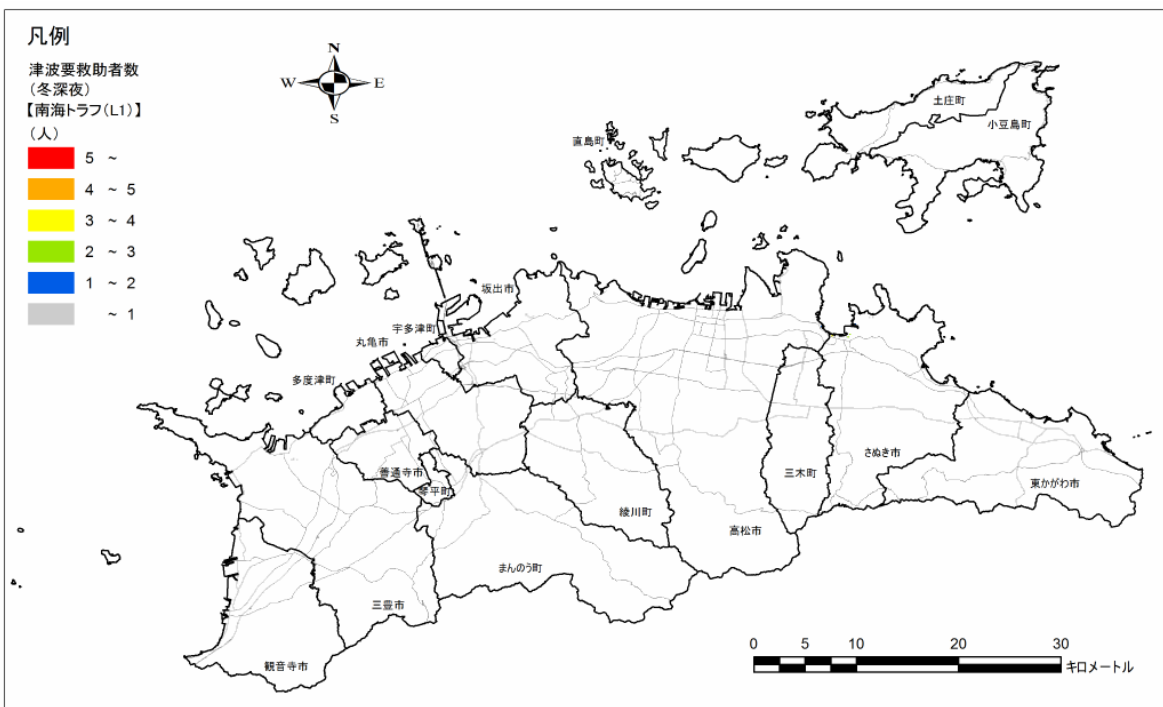 凡例
津波要救助者数
(冬深夜)
【南海トラフ(L1)】
(人)
5 ~
4 ~ 5
3 ~ 4
2 ~ 3
1 ~ 2
~ 1
N
W
E
S
土庄町
小豆島町
直島町
坂出市
宇多津町
丸亀市
多度津町
善通寺市
琴平町
三木町
さぬき市
東かがわ市
綾川町
高松市
まんのう町
三豊市
観音寺市
0 5 10 20 30
キロメートル